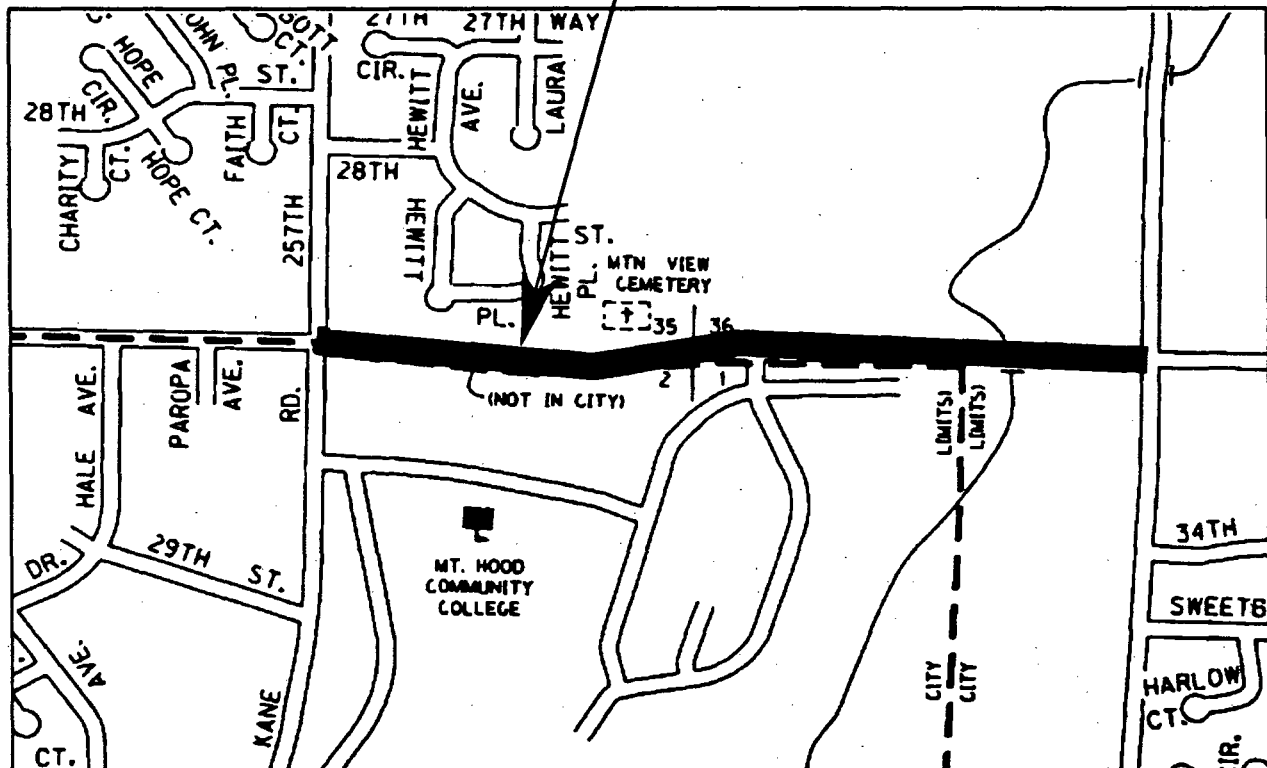 SCOTT
CT.
27TH
27TH WAY
JOHN PL.
HOPE
CIR.
ST.
CIR.
HEWITT
AVE.
LAURA
28TH
FAITH
CT.
CHARITY
CT.
HOPE CT.
257TH
28TH
HEWITT
ST.
HEWITT
PL.
MTN VIEW
CEMETERY
PL.
35
36
2
1
(NOT IN CITY)
HALE AVE.
PAROPA
AVE.
RD.
LIMITS)
LIMITS)
DR.
29TH
ST.
MT. HOOD
COMMUNITY
COLLEGE
34TH
SWEETB
AVE.
KANE
CITY
CITY
HARLOW
CT.
CT.
CIR.